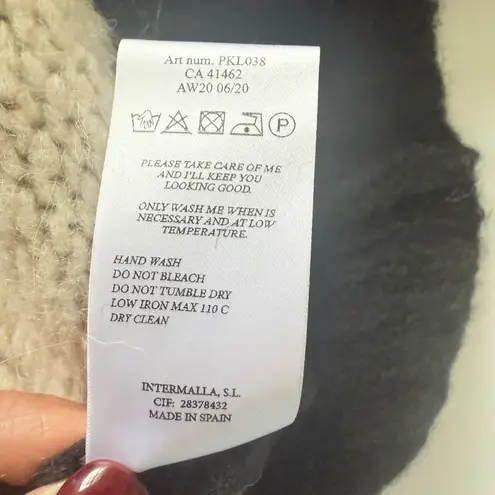 Art num. PKL038
CA 41462
AW20 06/20
P
PLEASE TAKE CARE OF ME
AND I'LL KEEP YOU
LOOKING GOOD.
ONLY WASH ME WHEN IS
NECESSARY AND AT LOW
TEMPERATURE.
HAND WASH
DO NOT BLEACH
DO NOT TUMBLE DRY
LOW IRON MAX 110 C
DRY CLEAN
INTERMALLA, S.L.
CIF: 28378432
MADE IN SPAIN